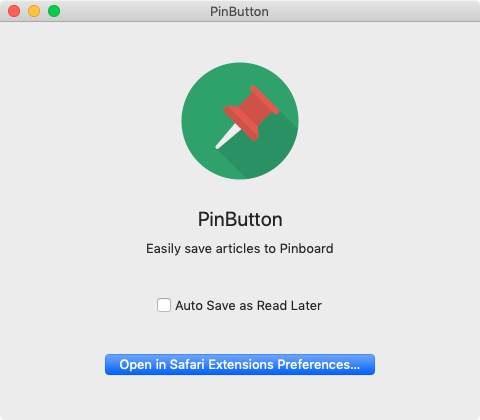 PinButton
PinButton
Easily save articles to Pinboard
Auto Save as Read Later
Open in Safari Extensions Preferences...